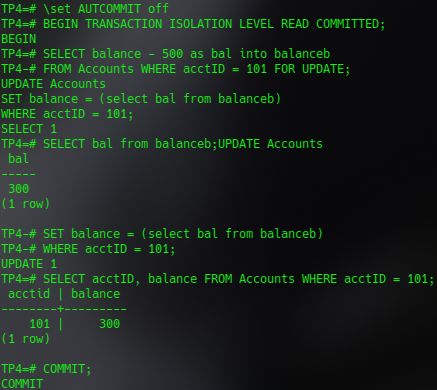 TP4=# \set AUTOCOMMIT off
TP4=# BEGIN TRANSACTION ISOLATION LEVEL READ COMMITTED;
BEGIN
TP4=# SELECT balance - 500 as bal into balanceb
TP4-# FROM Accounts WHERE acctID = 101 FOR UPDATE;
UPDATE Accounts
SET balance = (select bal from balanceb)
WHERE acctID = 101;
SELECT 1
TP4=# SELECT bal from balanceb;UPDATE Accounts
bal
-----
300
(1 row)
TP4-# SET balance = (select bal from balanceb)
TP4-# WHERE acctID = 101;
UPDATE 1
TP4=# SELECT acctID, balance FROM Accounts WHERE acctID = 101;
acctid | balance
--------+---------
101 | 300
(1 row)
TP4=# COMMIT;
COMMIT